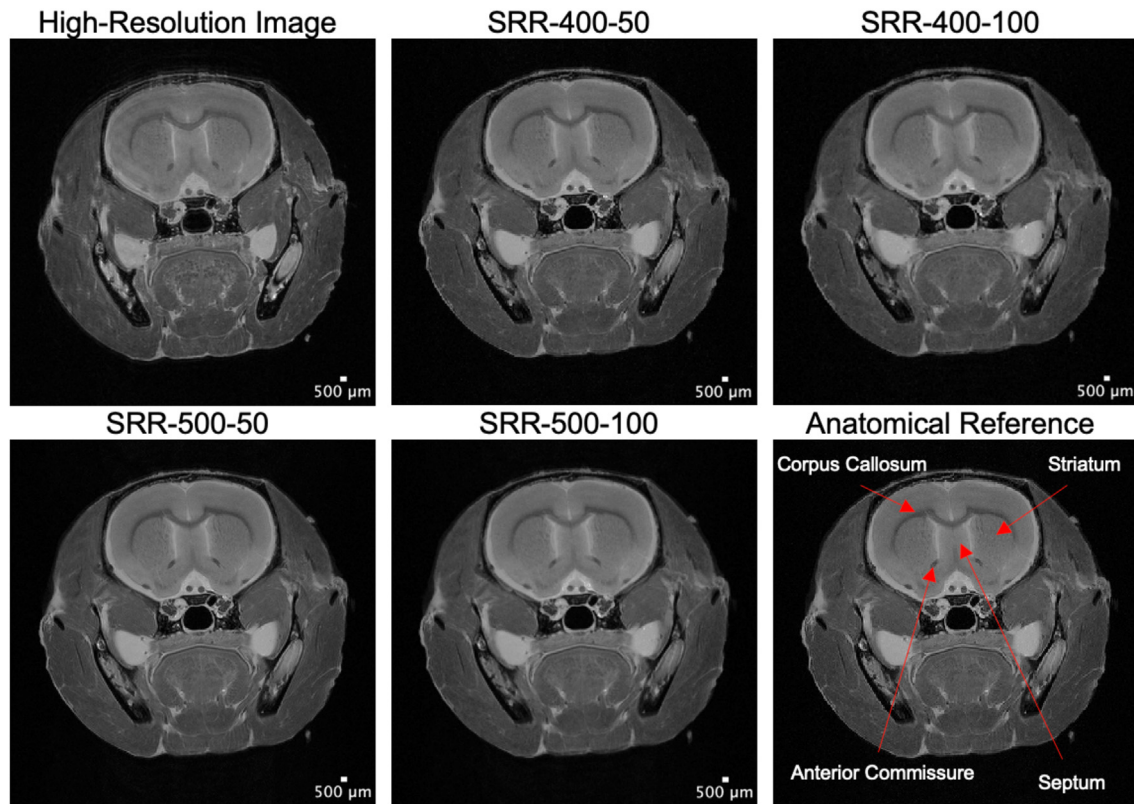 High-Resolution Image
SRR-400-50
SRR-400-100
500 µm
500 µm
500 µm
SRR-500-50
SRR-500-100
Anatomical Reference
Corpus Callosum
Striatum
Anterior Commissure
Septum
500 µm
500 µm